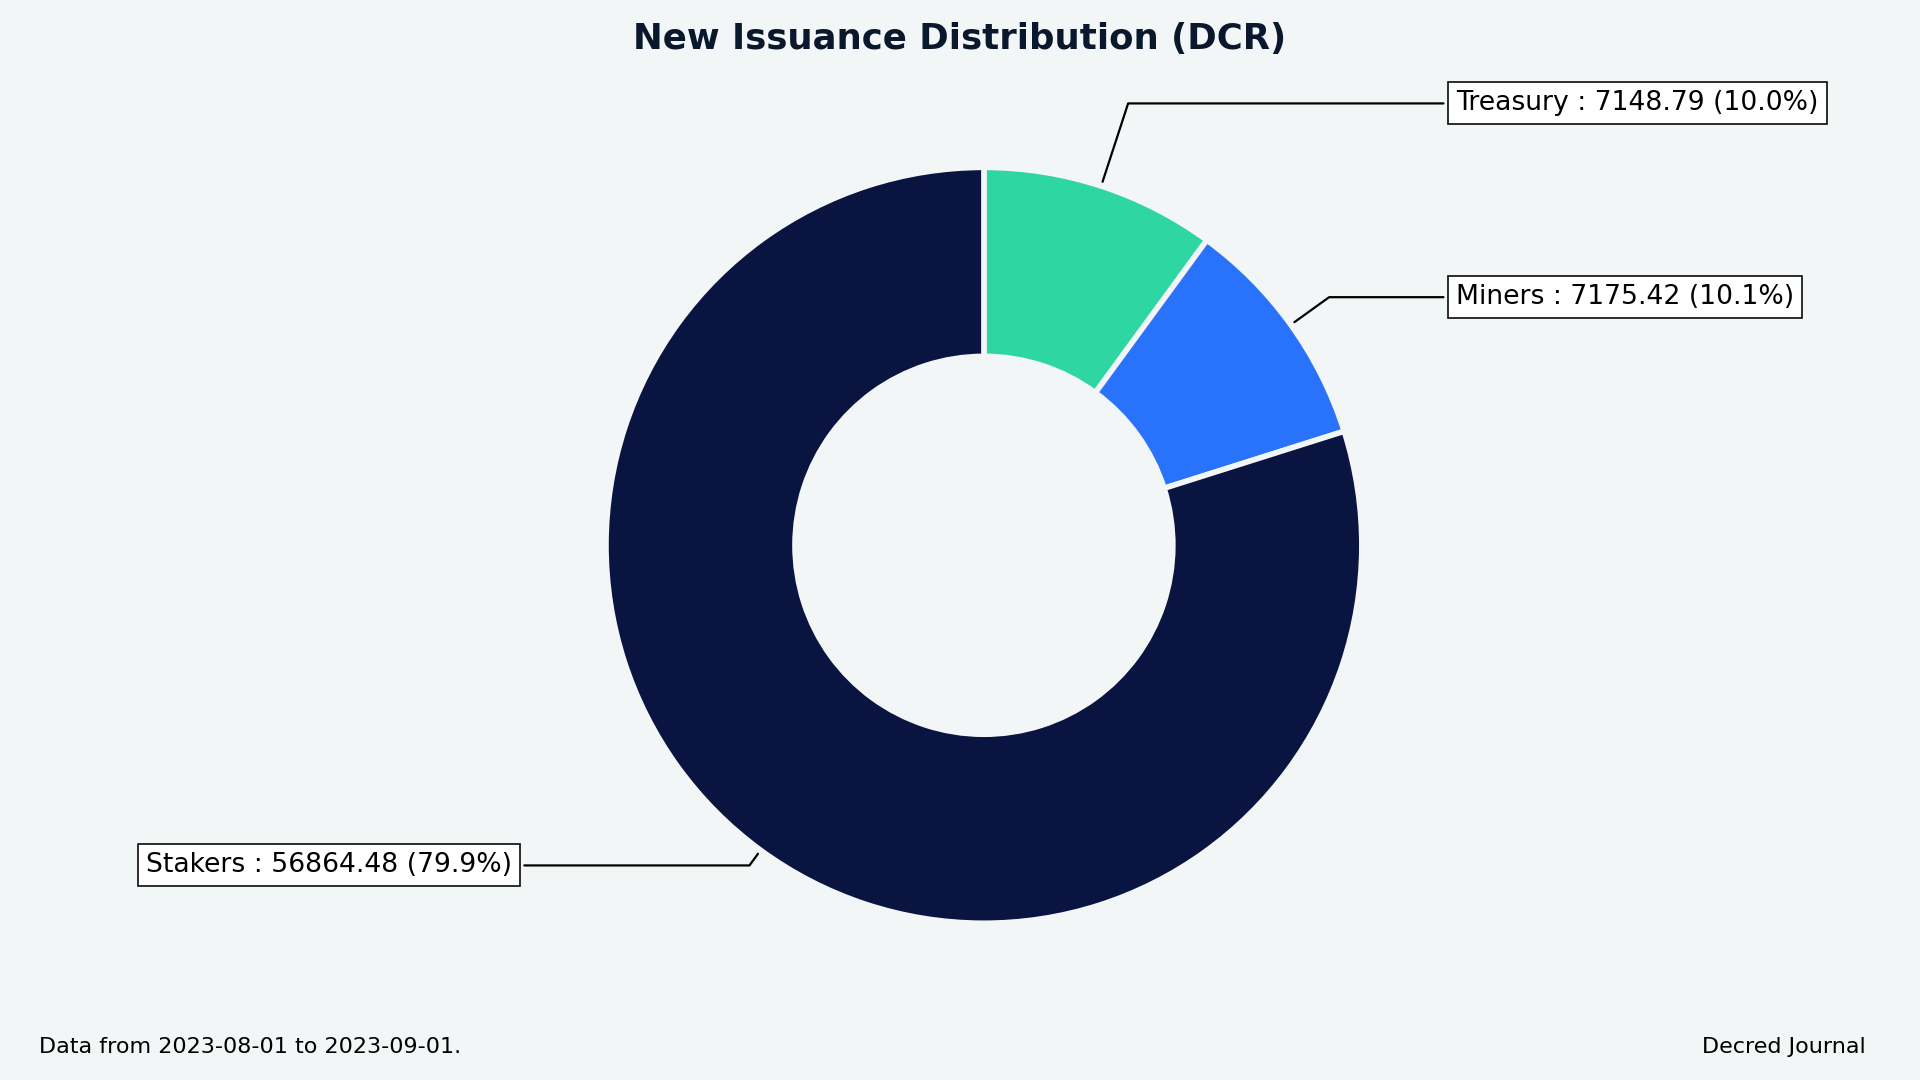 New Issuance Distribution (DCR)
Treasury : 7148.79 (10.0%)
Miners : 7175.42 (10.1%)
Stakers : 56864.48 (79.9%)
Data from 2023-08-01 to 2023-09-01.
Decred Journal